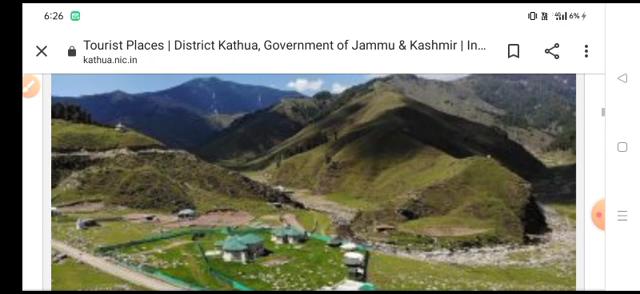 6:26
6%
Tourist Places | District Kathua, Government of Jammu & Kashmir | In...
kathua.nic.in